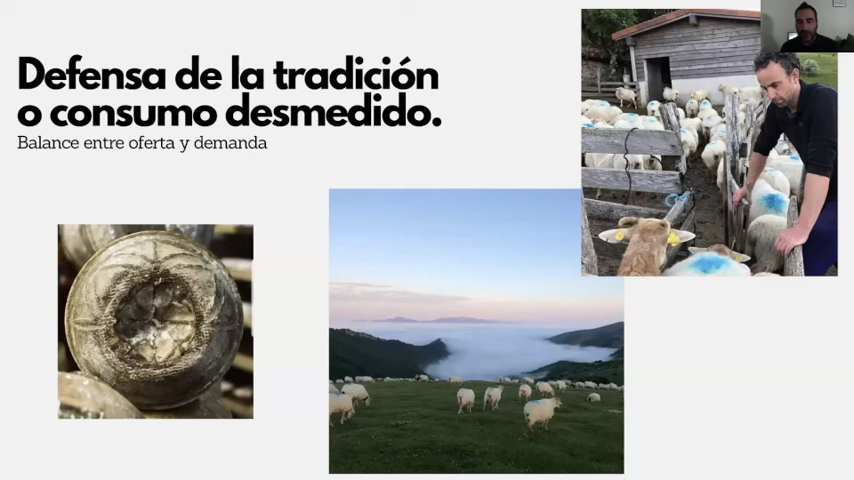 Defensa de la tradición
o consumo desmedido.
Balance entre oferta y demanda